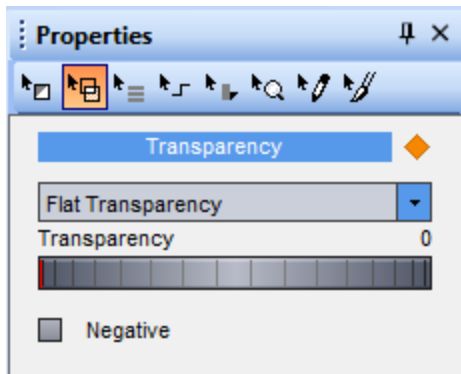 Properties
Transparency
Flat Transparency
Transparency 0
Negative